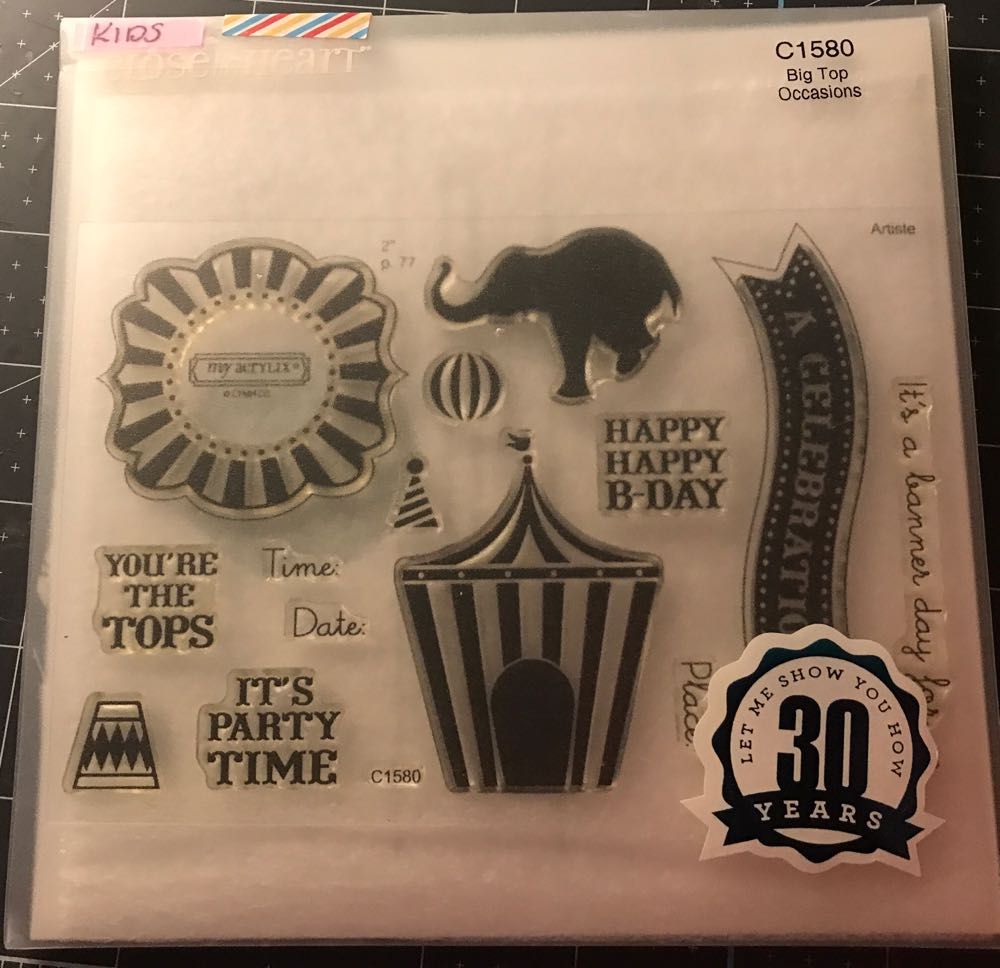 KIDS
C1580
Big Top
Occasions
Artiste
2"
p. 77
my acrylix®
HAPPY
HAPPY
B-DAY
A CELEBRATIO
It's a banner day for
YOU'RE
THE
TOPS
Time:
Date:
Place:
IT'S
PARTY
TIME
C1580
LET ME SHOW YOU HOW
30
YEARS